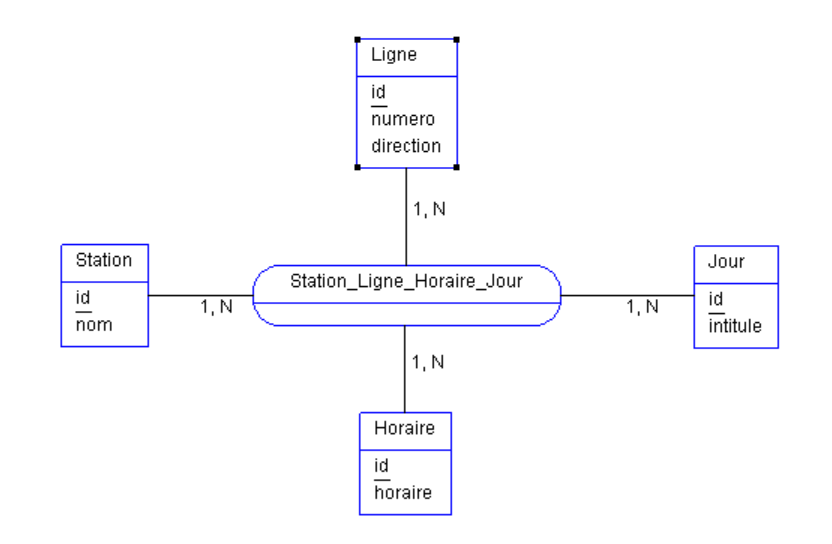 Ligne
id
numero
direction
1, N
Station
id
nom
1, N
Station_Ligne_Horaire_Jour
1, N
Jour
id
intitule
1, N
Horaire
id
horaire